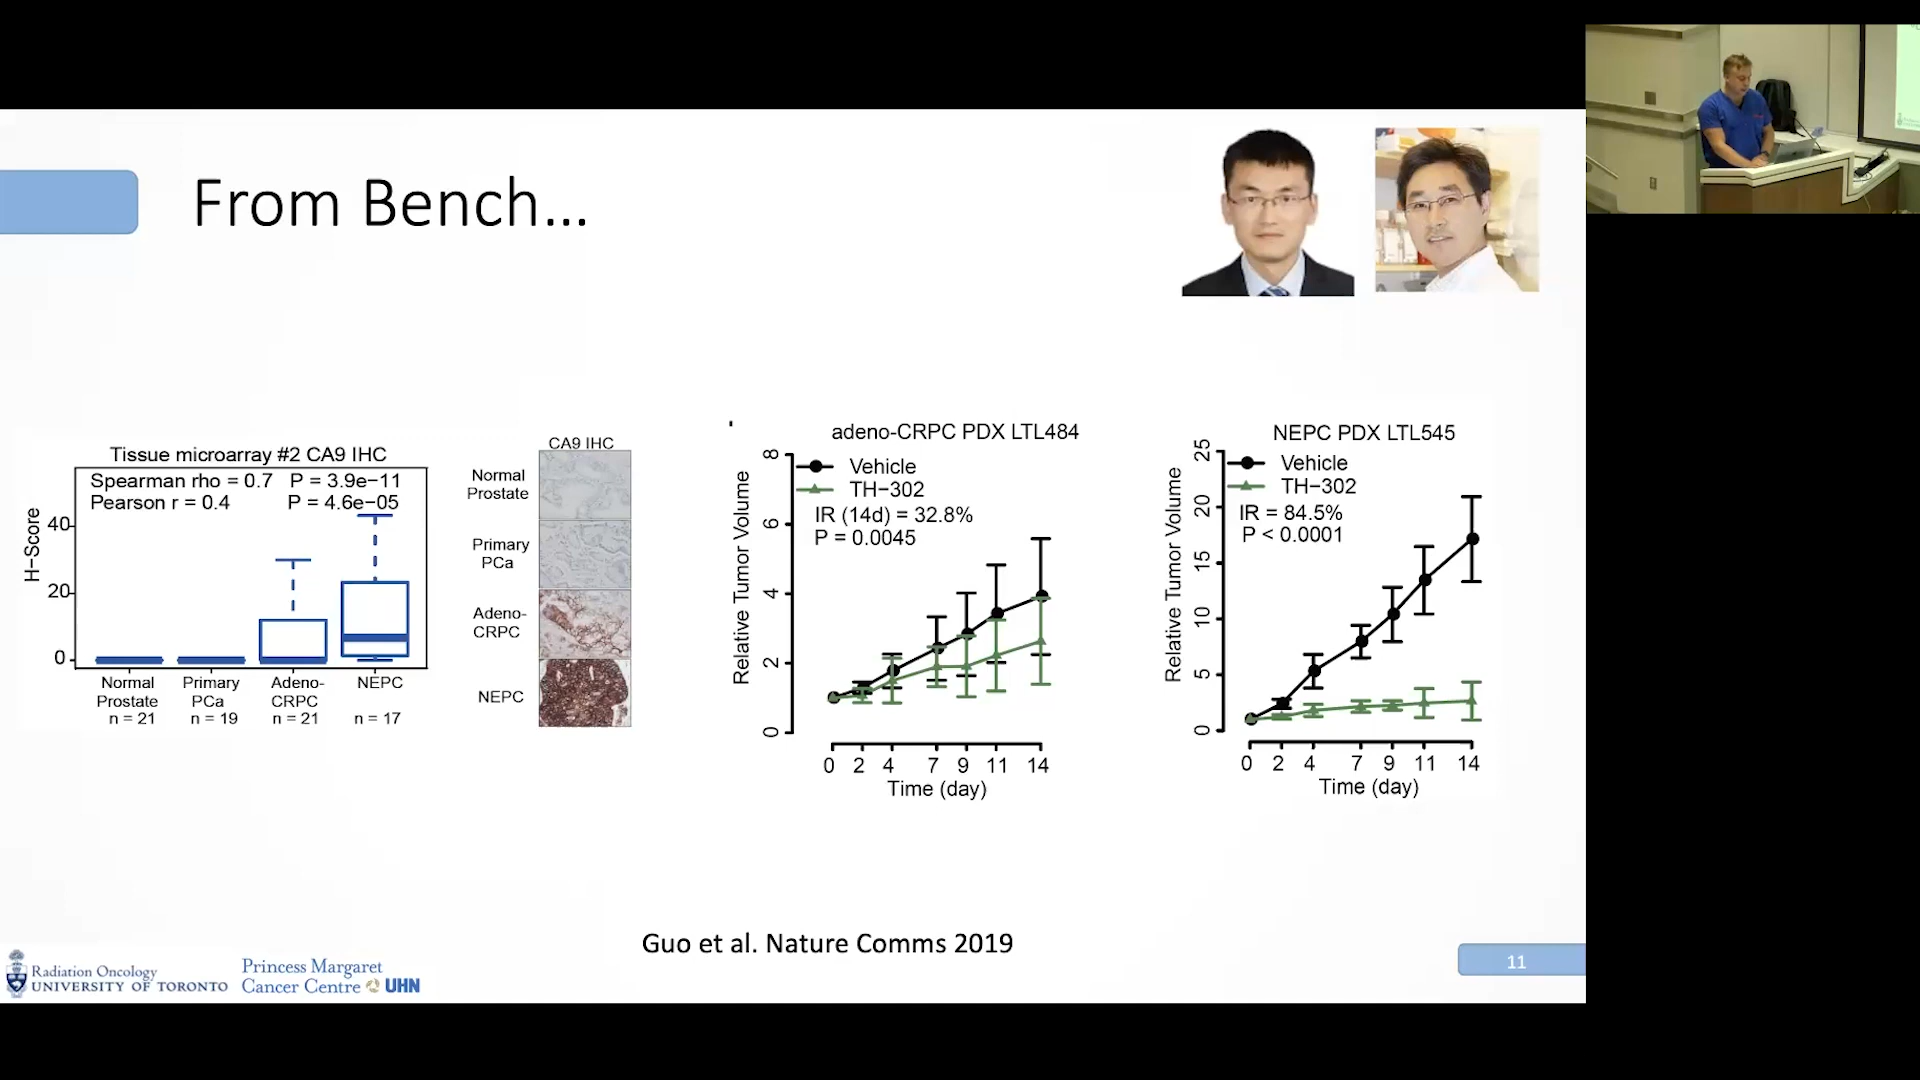 From Bench...
Tissue microarray #2 CA9 IHC
Spearman rho = 0.7 P = 3.9e−11
Pearson r = 0.4 P = 4.6e−05
H−Score
40
20
0
Normal Prostate n = 21
Primary PCa n = 19
Adeno-CRPC n = 21
NEPC n = 17
CA9 IHC
Normal Prostate
Primary PCa
Adeno-CRPC
NEPC
adeno-CRPC PDX LTL484
Vehicle
TH−302
IR (14d) = 32.8%
P = 0.0045
Relative Tumor Volume
8
6
4
2
0
0 2 4 7 9 11 14
Time (day)
NEPC PDX LTL545
Vehicle
TH−302
IR = 84.5%
P < 0.0001
Relative Tumor Volume
25
20
15
10
5
0
0 2 4 7 9 11 14
Time (day)
Guo et al. Nature Comms 2019
Radiation Oncology
UNIVERSITY OF TORONTO
Princess Margaret
Cancer Centre UHN
11